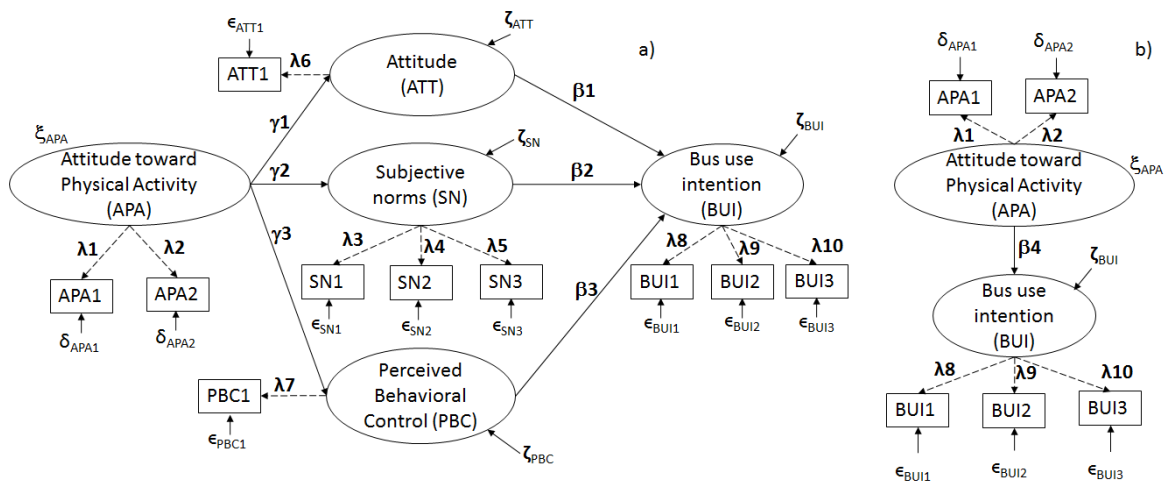 a)
ϵATT1
ATT1
λ6
ζATT
Attitude
(ATT)
γ1
β1
ξAPA
Attitude toward
Physical Activity
(APA)
λ1
λ2
APA1
APA2
δAPA1
δAPA2
γ2
ζSN
Subjective
norms (SN)
β2
λ3
λ4
λ5
SN1
SN2
SN3
ϵSN1
ϵSN2
ϵSN3
ζBUI
Bus use
intention
(BUI)
λ8
λ9
λ10
BUI1
BUI2
BUI3
ϵBUI1
ϵBUI2
ϵBUI3
γ3
β3
λ7
PBC1
ϵPBC1
Perceived
Behavioral
Control (PBC)
ζPBC
b)
δAPA1
δAPA2
APA1
APA2
λ1
λ2
Attitude toward
Physical Activity
(APA)
ξAPA
β4
ζBUI
Bus use
intention
(BUI)
λ8
λ9
λ10
BUI1
BUI2
BUI3
ϵBUI1
ϵBUI2
ϵBUI3